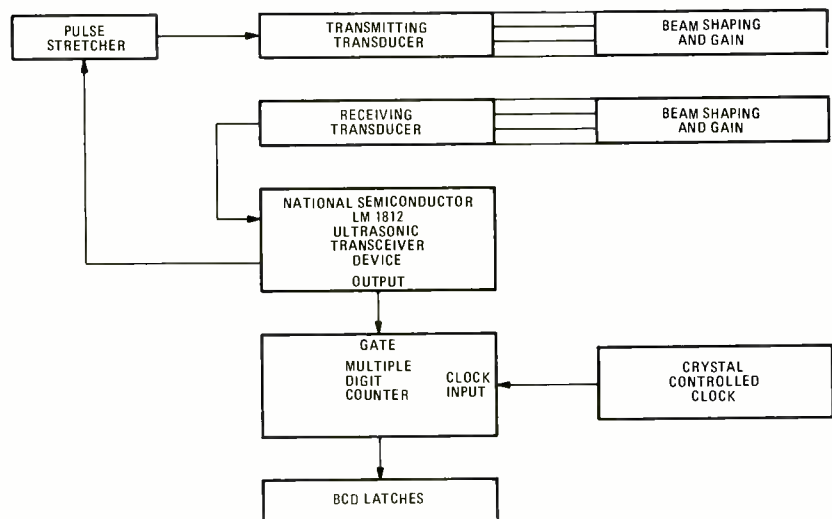 PULSE
STRETCHER
TRANSMITTING
TRANSDUCER
BEAM SHAPING
AND GAIN
RECEIVING
TRANSDUCER
BEAM SHAPING
AND GAIN
NATIONAL SEMICONDUCTOR
LM 1812
ULTRASONIC
TRANSCEIVER
DEVICE
OUTPUT
GATE
MULTIPLE
DIGIT
COUNTER
CLOCK
INPUT
CRYSTAL
CONTROLLED
CLOCK
BCD LATCHES